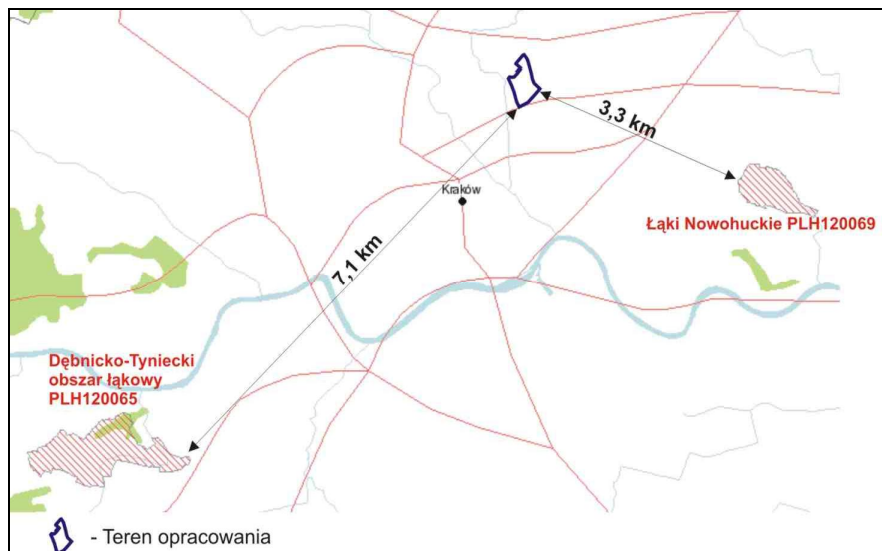 3,3 km
Kraków
Łąki Nowohuckie PLH120069
7,1 km
Dębnicko-Tyniecki
obszar łąkowy
PLH120065
- Teren opracowania